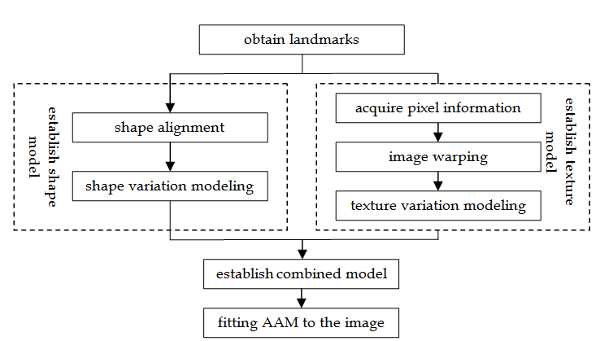 obtain landmarks
establish shape
model
shape alignment
shape variation modeling
acquire pixel information
image warping
texture variation modeling
establish texture
model
establish combined model
fitting AAM to the image